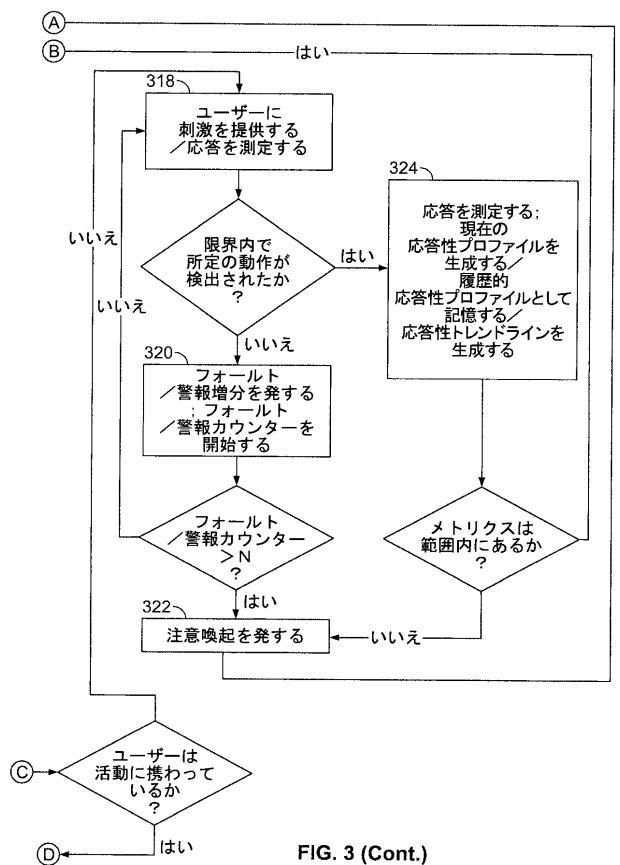 A
B
はい
318
ユーザーに
刺激を提供する
／応答を測定する
324
応答を測定する;
現在の
応答性プロファイルを
生成する／
履歴的
応答性プロファイルとして
記憶する／
応答性トレンドラインを
生成する
いいえ
限界内で
所定の動作が
検出されたか
?
はい
いいえ
いいえ
320
フォールト
／警報増分を発する
; フォールト
／警報カウンターを
開始する
フォールト
／警報カウンター
＞N
?
メトリクスは
範囲内にあるか
?
はい
322
注意喚起を発する
いいえ
ユーザーは
活動に携わって
いるか
?
C
はい
D
FIG. 3 (Cont.)